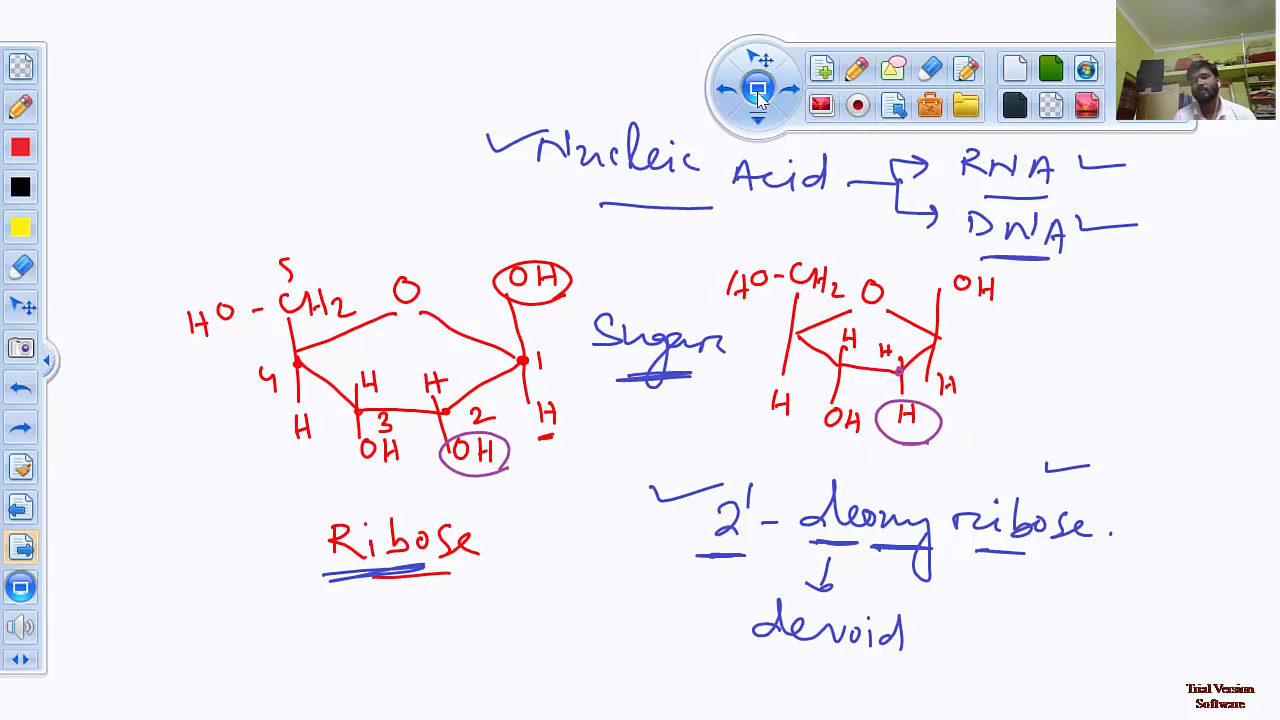 Nucleic Acid → RNA
DNA
Sugars
5
HO - CH2 O OH
4 H H 1
3 2
H OH OH H
HO-CH2 O OH
H H
H OH H H
Ribose
2' - deoxy ribose.
devoid
Trial Version
Software